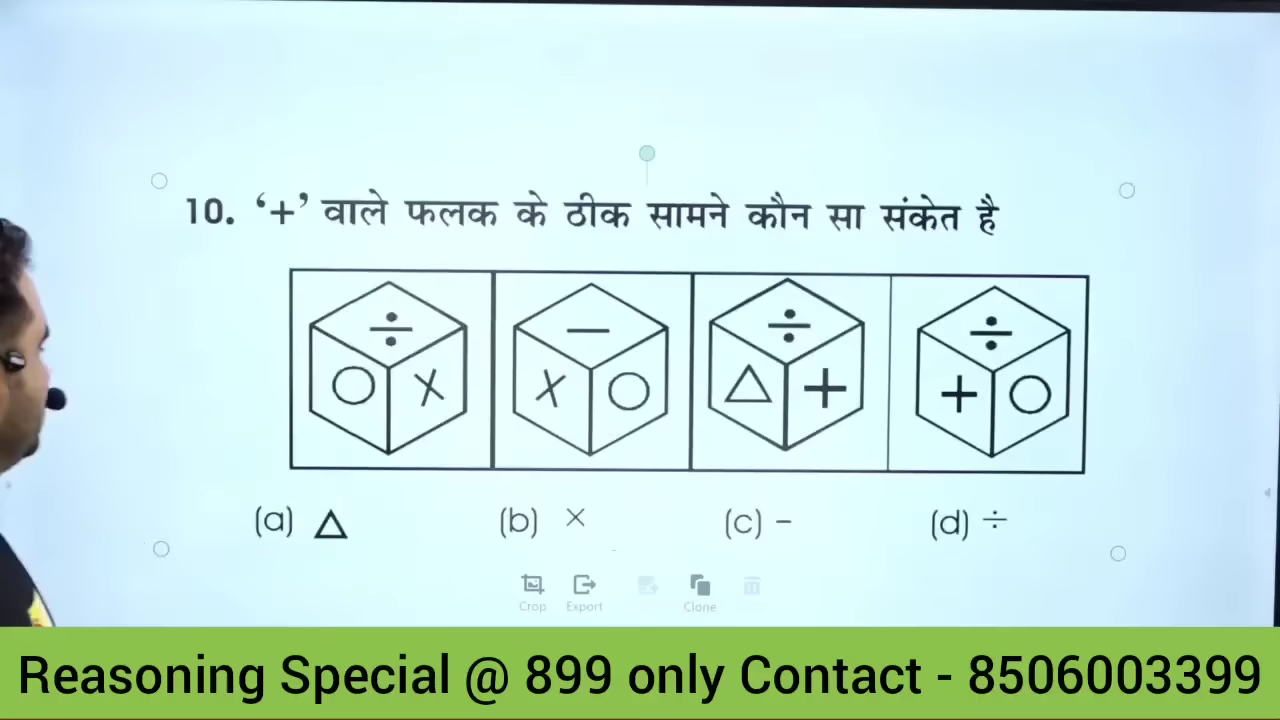 10. ‘+’ वाले फलक के ठीक सामने कौन सा संकेत है
÷ ○ × − × ○ ÷ △ + ÷ + ○
(a) △ (b) × (c) − (d) ÷
Crop Export Clone
Reasoning Special @ 899 only Contact - 8506003399